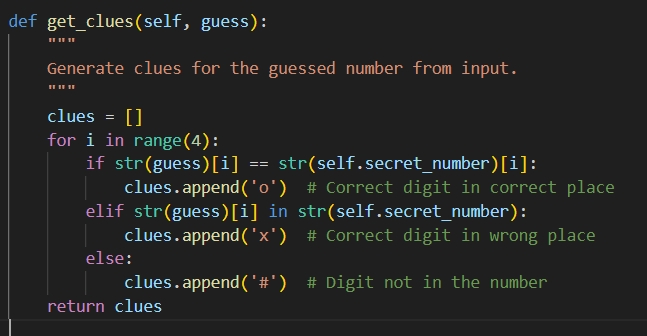 def get_clues(self, guess):
    """
    Generate clues for the guessed number from input.
    """
    clues = []
    for i in range(4):
        if str(guess)[i] == str(self.secret_number)[i]:
            clues.append('o')  # Correct digit in correct place
        elif str(guess)[i] in str(self.secret_number):
            clues.append('x')  # Correct digit in wrong place
        else:
            clues.append('#')  # Digit not in the number
    return clues